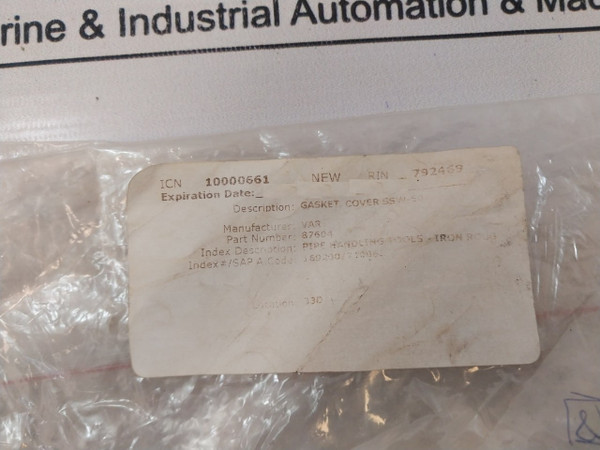 rine & Industrial Automation & Ma
ICN 10000661 NEW RIN 792469
Expiration Date:_
Description: GASKET, COVER
Manufacturer: VAR
Part Number: 87604
Index Description: PIPE HANDLING TOOLS - IRON
Index#/SAP A Code:
330
&